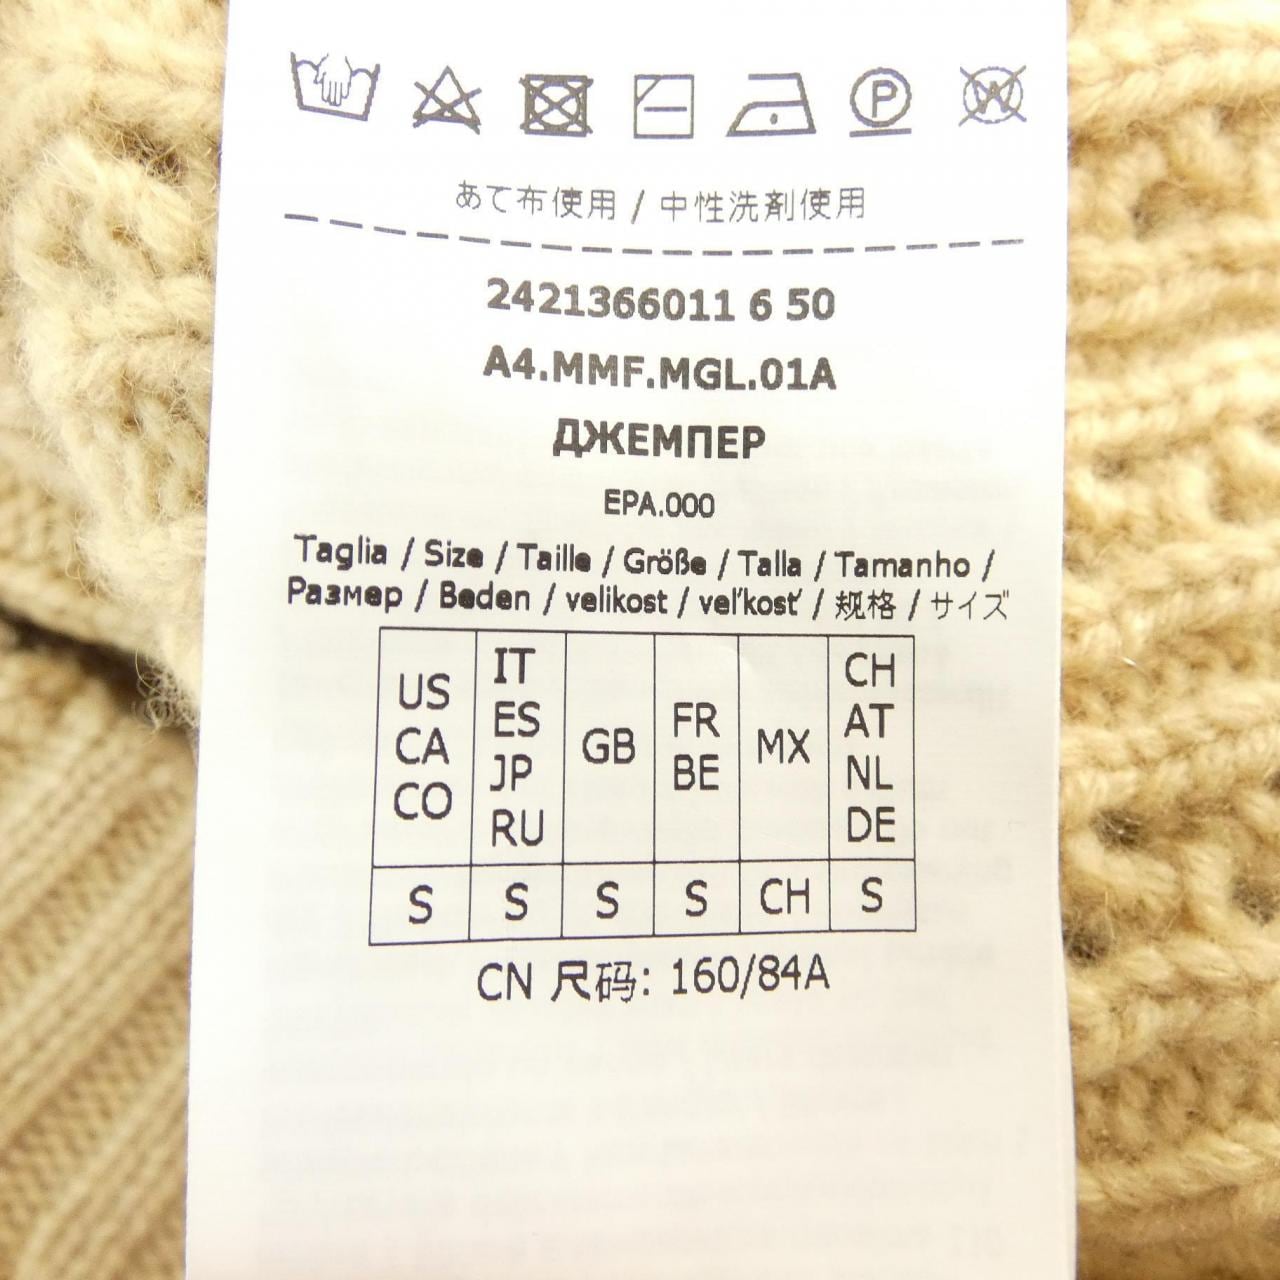 P W
あて布使用 / 中性洗剤使用
2421366011 6 50
A4.MMF.MGL.01A
ДЖЕМПЕР
EPA.000
Taglia / Size / Taille / Größe / Talla / Tamanho /
Размер / Beden / velikost / veľkosť / 规格 / サイズ
US CA CO IT ES JP RU GB FR BE MX CH AT NL DE
S S S S CH S
CN 尺码: 160/84A